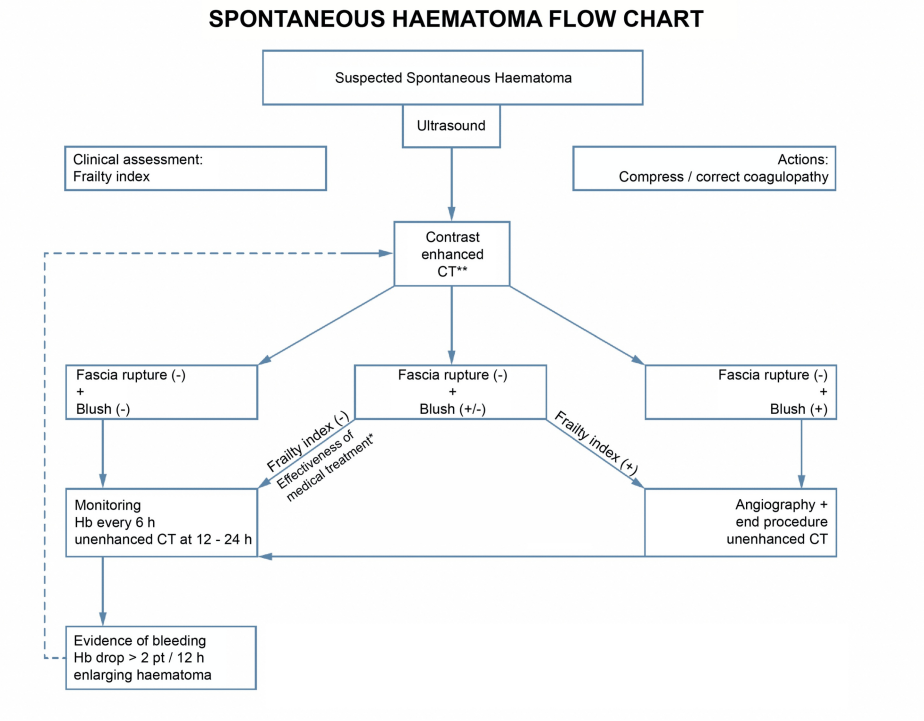 SPONTANEOUS HAEMATOMA FLOW CHART
Suspected Spontaneous Haematoma
Ultrasound
Clinical assessment:
Frailty index
Actions:
Compress / correct coagulopathy
Contrast
enhanced
CT**
Fascia rupture (-)
+
Blush (-)
Fascia rupture (-)
+
Blush (+/-)
Fascia rupture (-)
+
Blush (+)
Frailty index (-)
Effectiveness of
medical treatment*
Frailty index (+)
Monitoring
Hb every 6 h
unenhanced CT at 12 - 24 h
Angiography +
end procedure
unenhanced CT
Evidence of bleeding
Hb drop > 2 pt / 12 h
enlarging haematoma